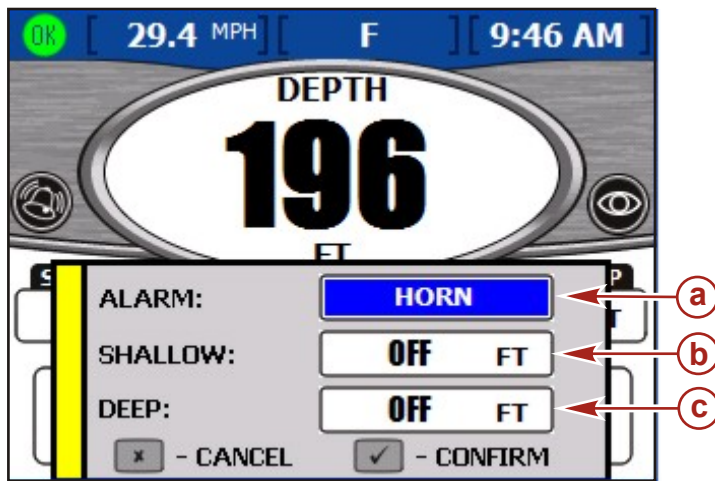 OK [ 29.4 MPH ] [ F ] [ 9:46 AM ]
DEPTH
196
FT
S P
T
ALARM: HORN a
SHALLOW: OFF FT b
DEEP: OFF FT c
x - CANCEL ✓ - CONFIRM